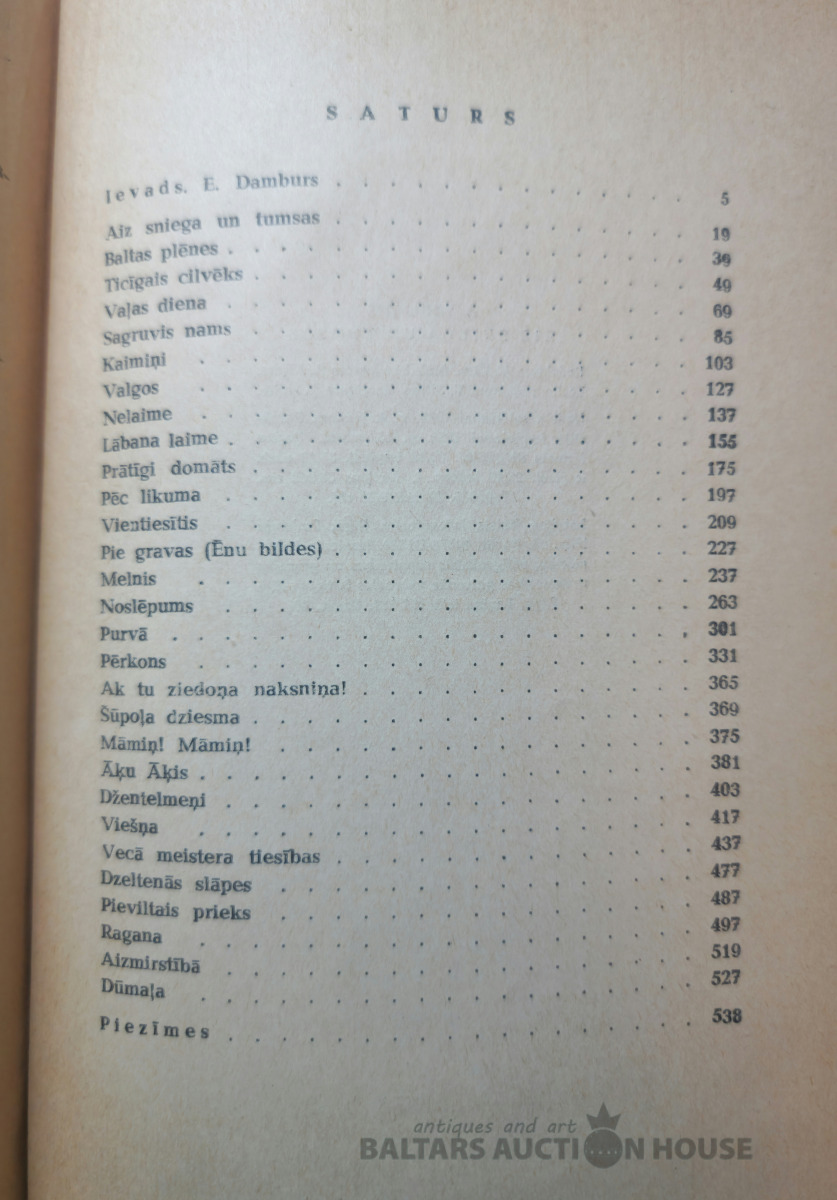 SATURS
Ievads. E. Damburs . . . . . . . . . . . . . . 5
Aiz sniega un tumsas . . . . . . . . . . . . . . 19
Baltas plēnes . . . . . . . . . . . . . . . . . . 39
Ticīgais cilvēks . . . . . . . . . . . . . . . . . 49
Vaļas diena . . . . . . . . . . . . . . . . . . 69
Sagruvis nams . . . . . . . . . . . . . . . . . 85
Kaimiņi . . . . . . . . . . . . . . . . . . . 103
Valgos . . . . . . . . . . . . . . . . . . . 127
Nelaime . . . . . . . . . . . . . . . . . . . 137
Lābana laime . . . . . . . . . . . . . . . . . . 155
Prātīgi domāts . . . . . . . . . . . . . . . . . 175
Pēc likuma . . . . . . . . . . . . . . . . . . 197
Vientiesītis . . . . . . . . . . . . . . . . . . 209
Pie gravas (Ēnu bildes) . . . . . . . . . . . . . . 227
Melnis . . . . . . . . . . . . . . . . . . . 237
Noslēpums . . . . . . . . . . . . . . . . . . 263
Purvā . . . . . . . . . . . . . . . . . . . . 301
Pērkons . . . . . . . . . . . . . . . . . . . 331
Ak tu ziedoņa naksniņa! . . . . . . . . . . . . . 365
Šūpoļa dziesma . . . . . . . . . . . . . . . . . 369
Māmiņ! Māmiņ! . . . . . . . . . . . . . . . . 375
Āķu Āķis . . . . . . . . . . . . . . . . . . . 381
Džentelmeņi . . . . . . . . . . . . . . . . . . 403
Viešņa . . . . . . . . . . . . . . . . . . . 417
Vecā meistera tiesības . . . . . . . . . . . . . . 437
Dzeltenās slāpes . . . . . . . . . . . . . . . . 477
Pieviltais prieks . . . . . . . . . . . . . . . . 487
Ragana . . . . . . . . . . . . . . . . . . . 497
Aizmirstībā . . . . . . . . . . . . . . . . . . 519
Dūmaļa . . . . . . . . . . . . . . . . . . . 527
Piezīmes . . . . . . . . . . . . . . . . . . 538
antiques and art
BALTARS AUCTION HOUSE